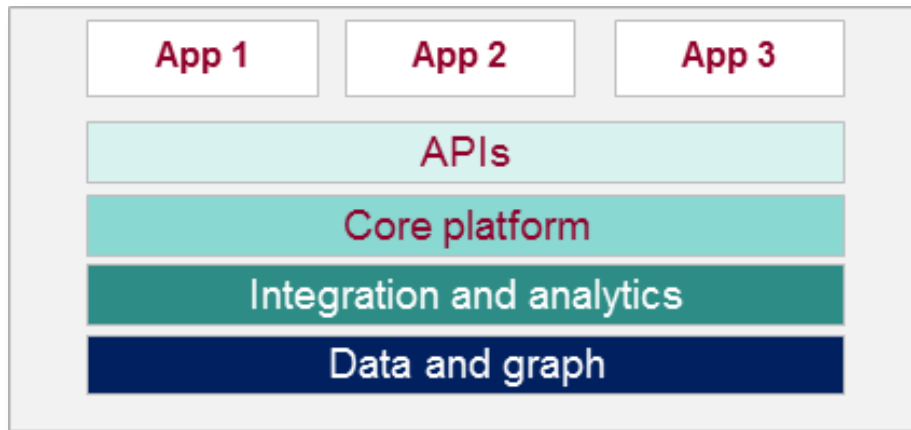 App 1 App 2 App 3
APIs
Core platform
Integration and analytics
Data and graph